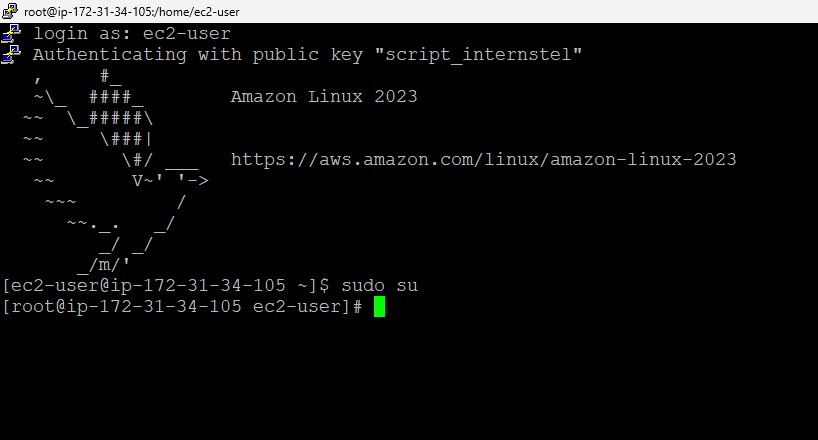 root@ip-172-31-34-105:/home/ec2-user
login as: ec2-user
Authenticating with public key "script_internstel"
   ,     #_
   ~\_  ####_        Amazon Linux 2023
  ~~  \_#####\
  ~~     \###|
  ~~       \#/ ___   https://aws.amazon.com/linux/amazon-linux-2023
   ~~       V~' '->
    ~~~         /
      ~~._.   _/
         _/ _/
       _/m/'
[ec2-user@ip-172-31-34-105 ~]$ sudo su
[root@ip-172-31-34-105 ec2-user]#